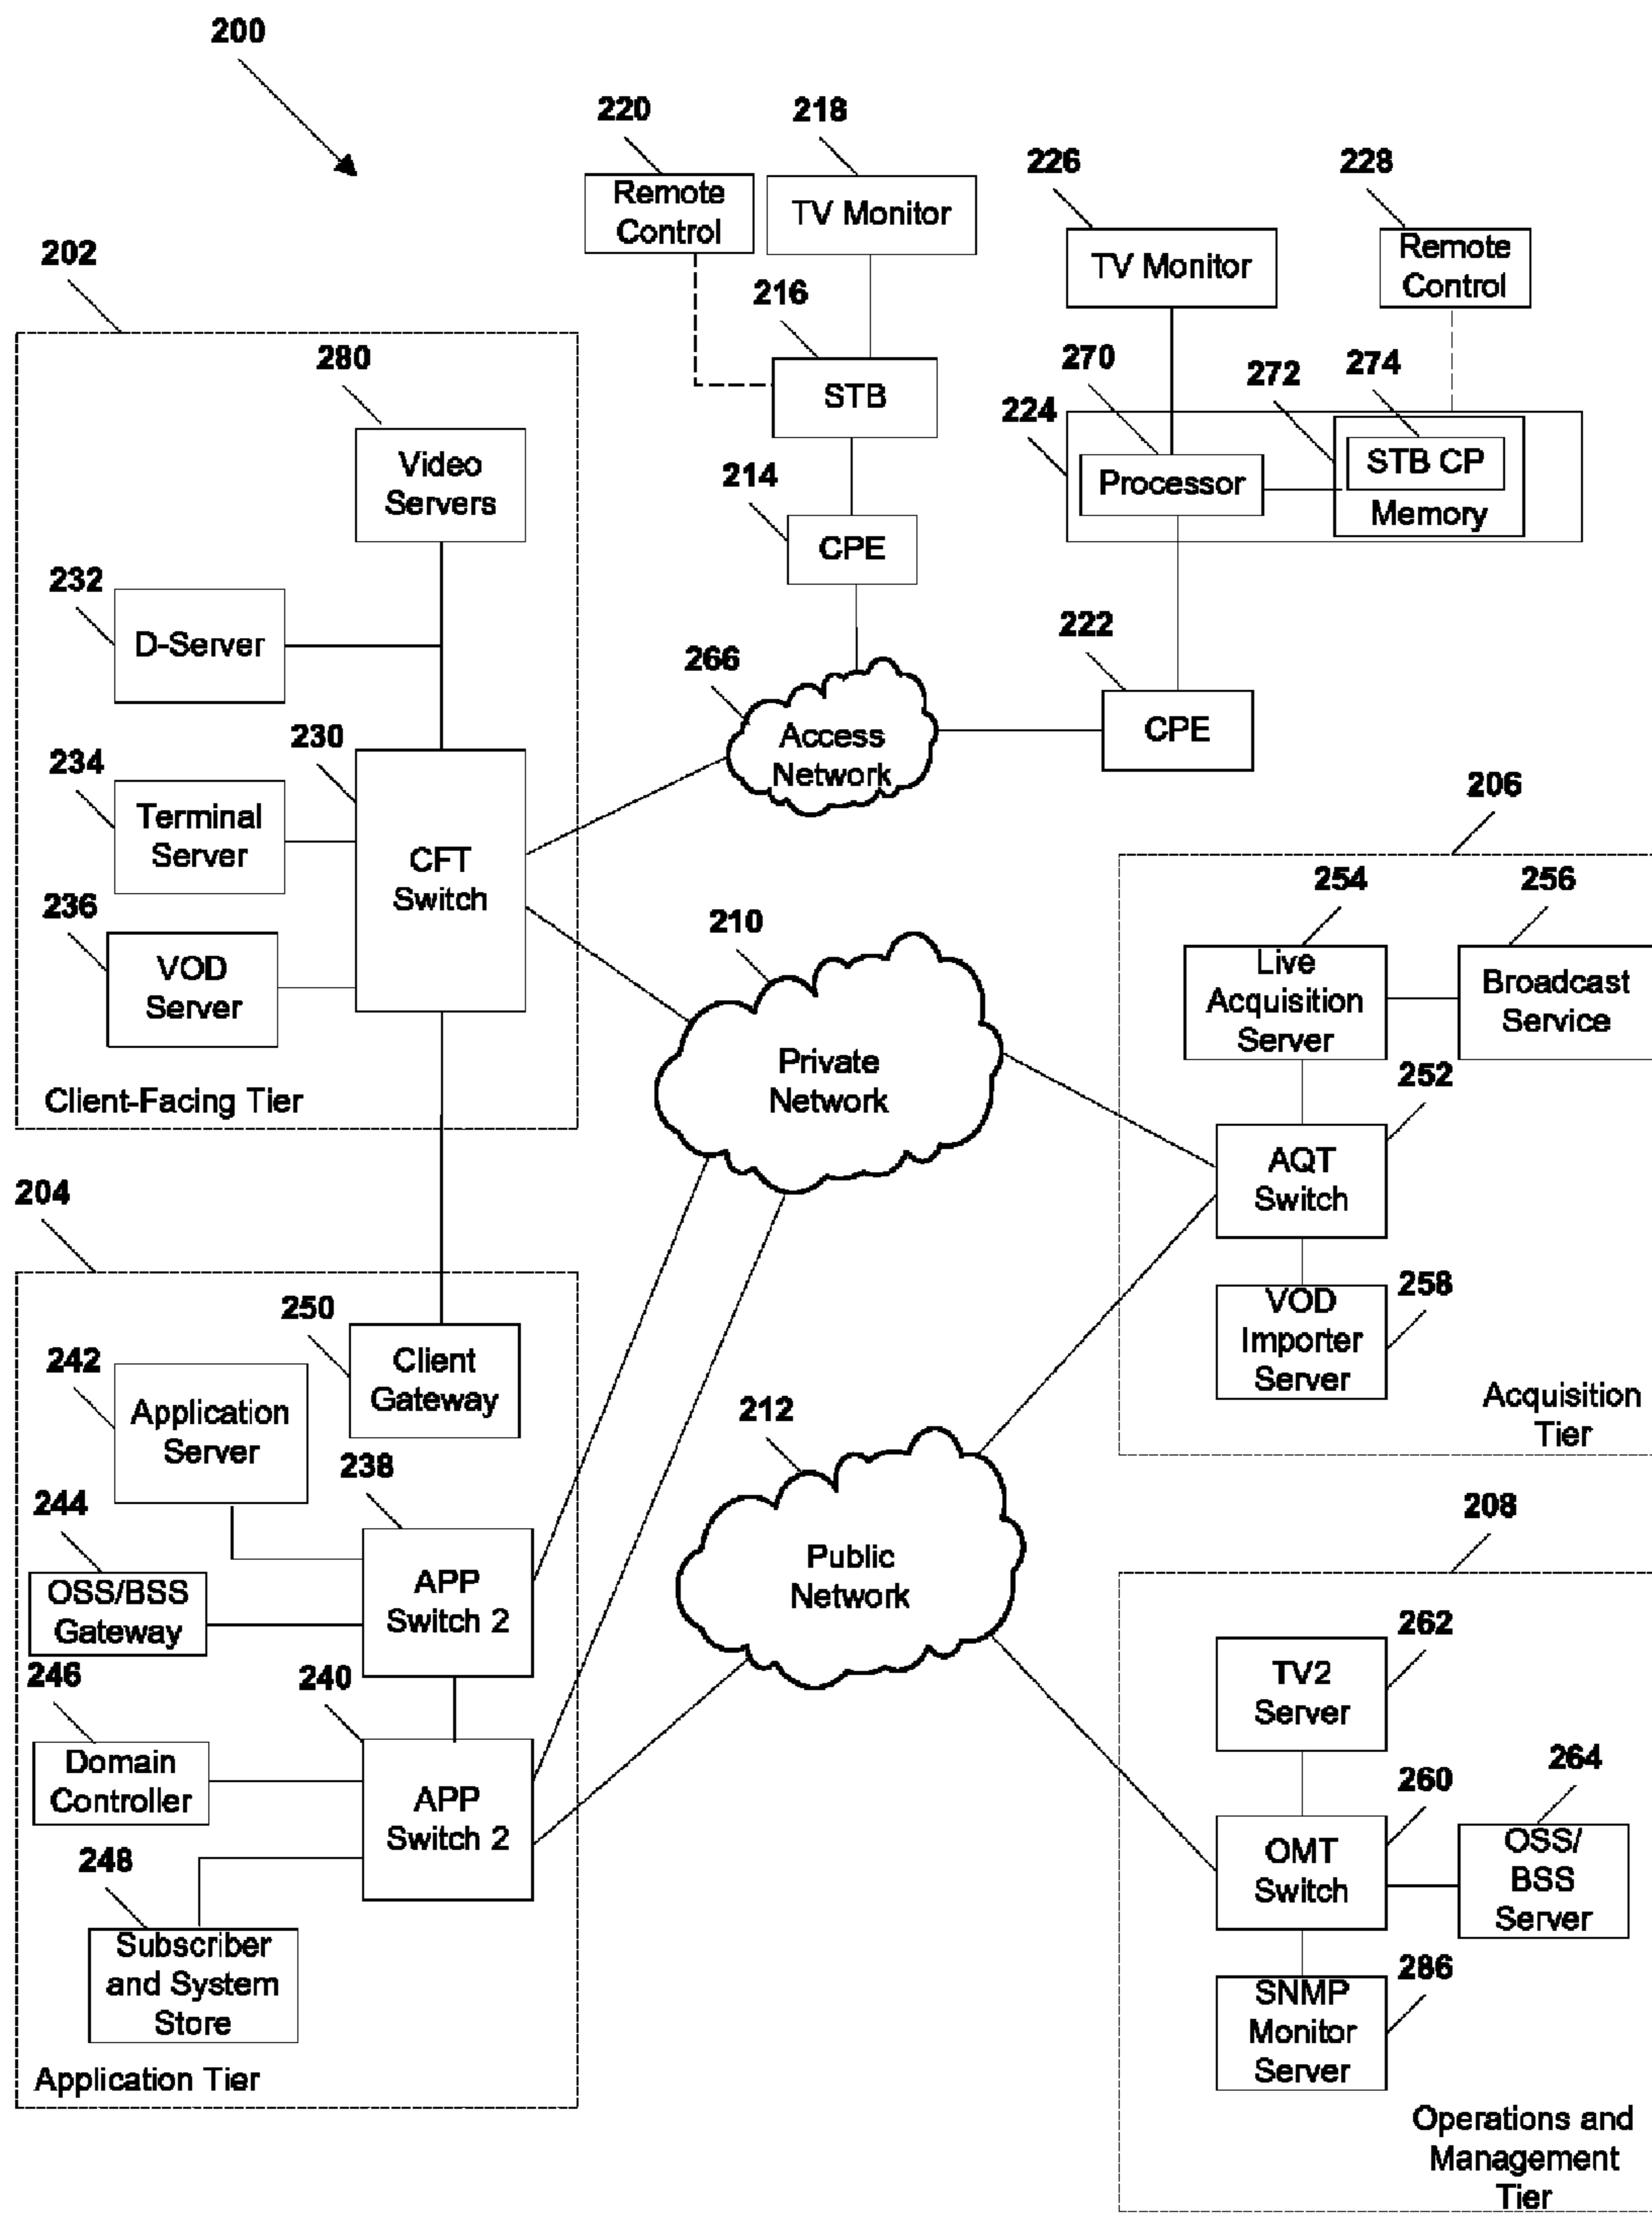 200
220
218
226
228
Remote
Control
TV Monitor
TV Monitor
Remote
Control
202
216
280
270
272
274
STB
224
Video
Servers
214
Processor
STB CP
Memory
CPE
232
D-Server
222
266
230
CPE
Access
Network
234
Terminal
Server
206
CFT
Switch
254
256
236
VOD
Server
210
Live
Acquisition
Server
Broadcast
Service
Private
Network
252
Client-Facing Tier
AQT
Switch
204
250
258
VOD
Importer
Server
242
Client
Gateway
Application
Server
212
Acquisition
Tier
238
244
208
APP
Switch 2
Public
Network
OSS/BSS
Gateway
262
246
240
TV2
Server
Domain
Controller
260
264
APP
Switch 2
OMT
Switch
OSS/
BSS
Server
248
Subscriber
and System
Store
286
SNMP
Monitor
Server
Application Tier
Operations and
Management
Tier